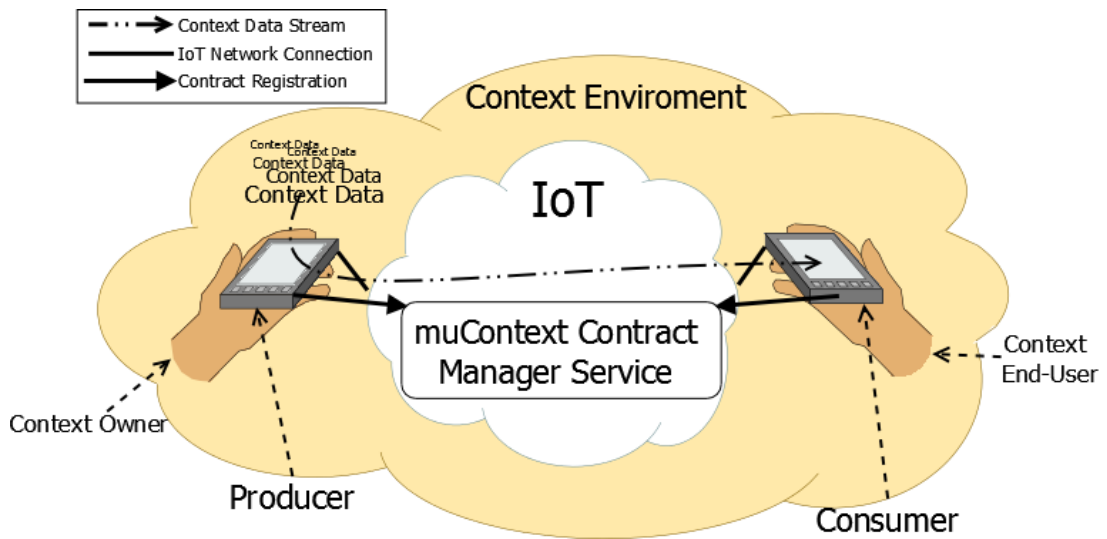 Context Data Stream
IoT Network Connection
Contract Registration
Context Enviroment
Context Data
Context Data
Context Data
Context Data
Context Data
IoT
muContext Contract
Manager Service
Context
End-User
Context Owner
Producer
Consumer